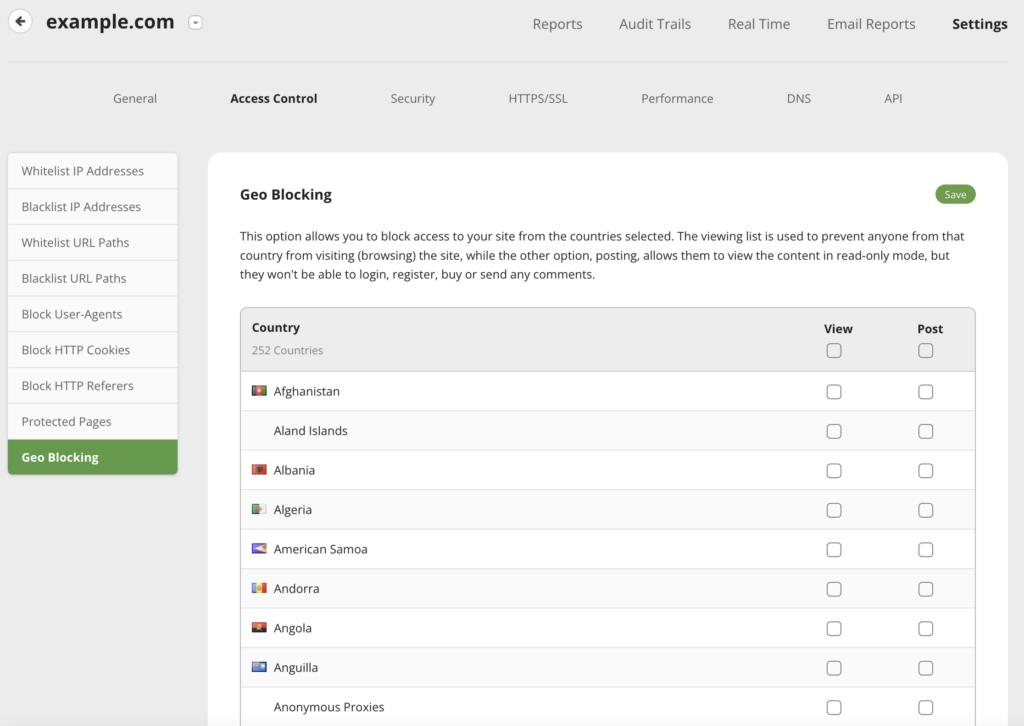 example.com
Reports Audit Trails Real Time Email Reports Settings
General Access Control Security HTTPS/SSL Performance DNS API
Whitelist IP Addresses
Blacklist IP Addresses
Whitelist URL Paths
Blacklist URL Paths
Block User-Agents
Block HTTP Cookies
Block HTTP Referers
Protected Pages
Geo Blocking
Geo Blocking
Save
This option allows you to block access to your site from the countries selected. The viewing list is used to prevent anyone from that
country from visiting (browsing) the site, while the other option, posting, allows them to view the content in read-only mode, but
they won't be able to login, register, buy or send any comments.
Country View Post
252 Countries
Afghanistan
Aland Islands
Albania
Algeria
American Samoa
Andorra
Angola
Anguilla
Anonymous Proxies